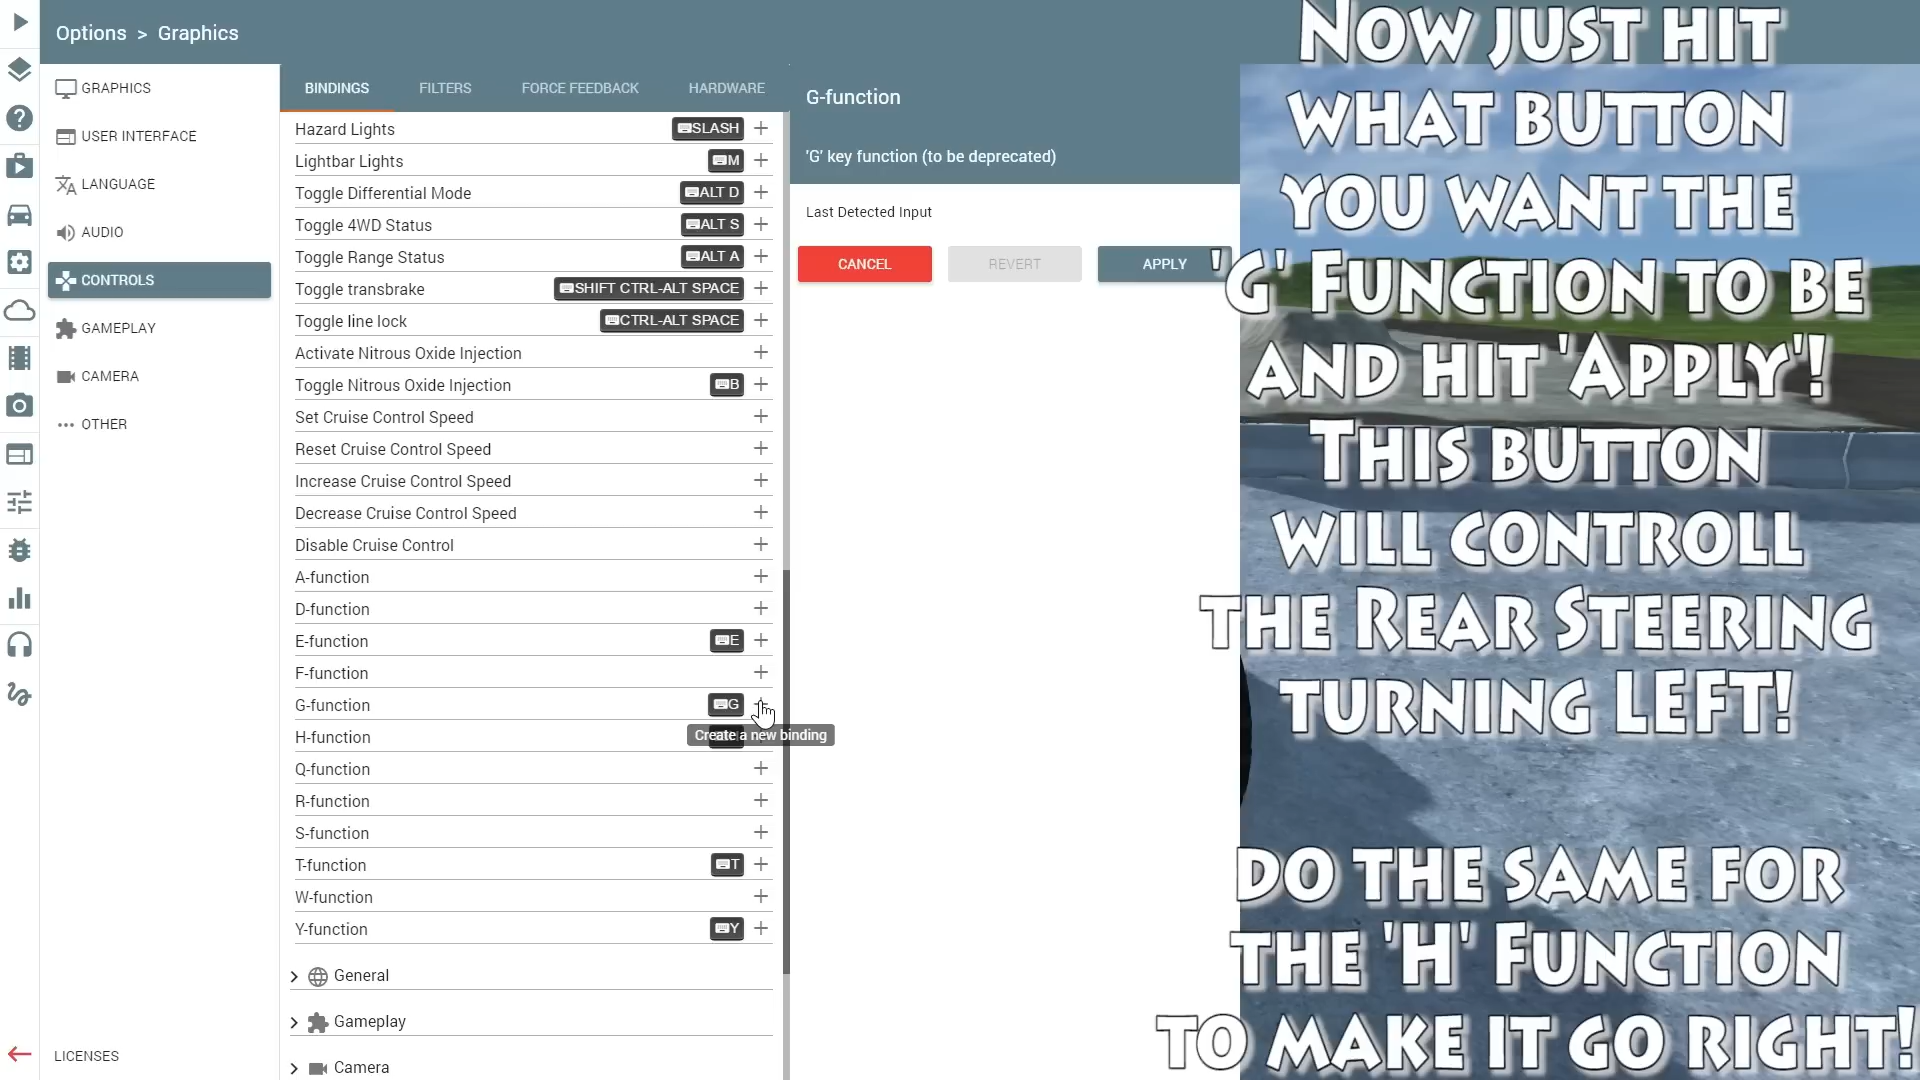 Options > Graphics
GRAPHICS
USER INTERFACE
LANGUAGE
AUDIO
CONTROLS
GAMEPLAY
CAMERA
OTHER
LICENSES
BINDINGS
FILTERS
FORCE FEEDBACK
HARDWARE
Hazard Lights SLASH
Lightbar Lights M
Toggle Differential Mode ALT D
Toggle 4WD Status ALT S
Toggle Range Status ALT A
Toggle transbrake SHIFT CTRL-ALT SPACE
Toggle line lock CTRL-ALT SPACE
Activate Nitrous Oxide Injection
Toggle Nitrous Oxide Injection B
Set Cruise Control Speed
Reset Cruise Control Speed
Increase Cruise Control Speed
Decrease Cruise Control Speed
Disable Cruise Control
A-function
D-function
E-function E
F-function
G-function G
Create a new binding
H-function
Q-function
R-function
S-function
T-function T
W-function
Y-function Y
General
Gameplay
Camera
G-function
'G' key function (to be deprecated)
Last Detected Input
CANCEL
REVERT
APPLY
Now just hit
what button
you want the
'G' Function to be
and hit 'Apply'!
This button
will controll
the Rear Steering
turning LEFT!
do the same for
the 'H' Function
to make it go right!